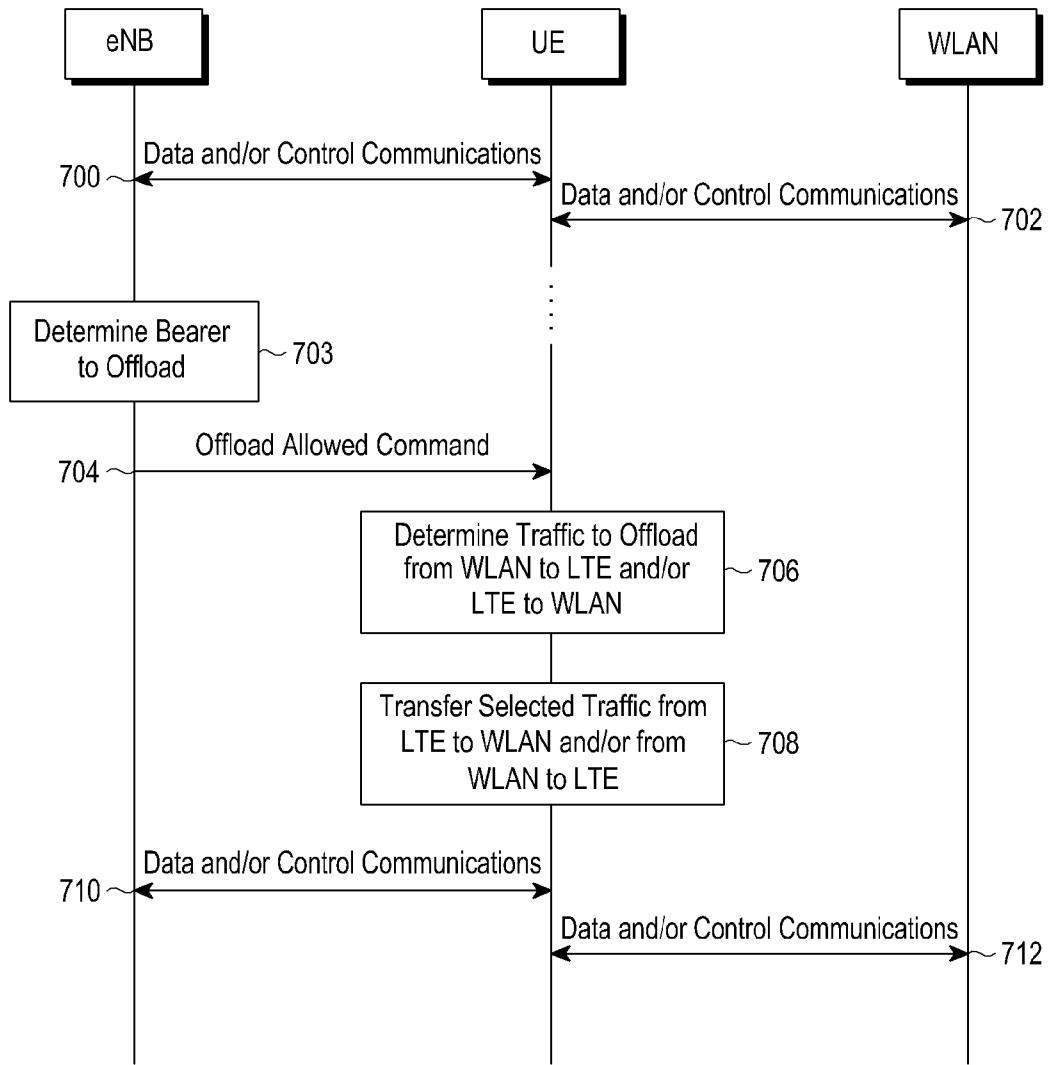 eNB
UE
WLAN
Data and/or Control Communications
700
Data and/or Control Communications
702
Determine Bearer
to Offload
703
Offload Allowed Command
704
Determine Traffic to Offload
from WLAN to LTE and/or
LTE to WLAN
706
Transfer Selected Traffic from
LTE to WLAN and/or from
WLAN to LTE
708
Data and/or Control Communications
710
Data and/or Control Communications
712